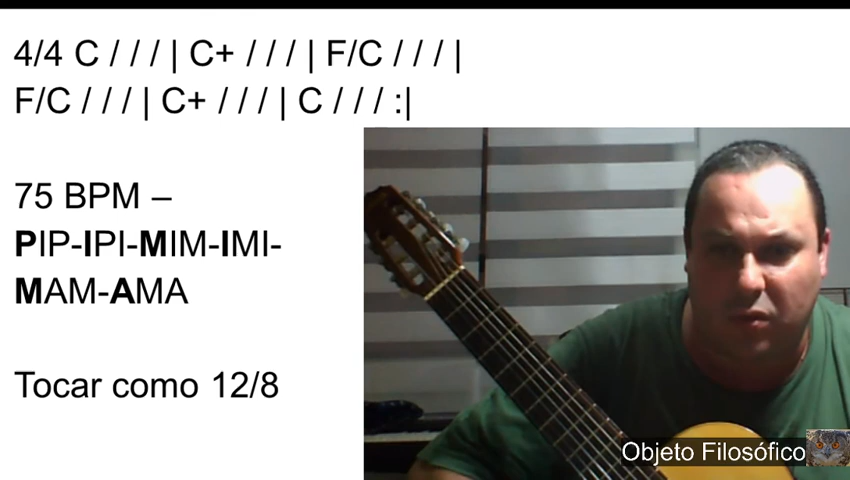 4/4 C / / / | C+ / / / | F/C / / / |
F/C / / / | C+ / / / | C / / / :|
75 BPM –
PIP-IPI-MIM-IMI-
MAM-AMA
Tocar como 12/8
Objeto Filosófico